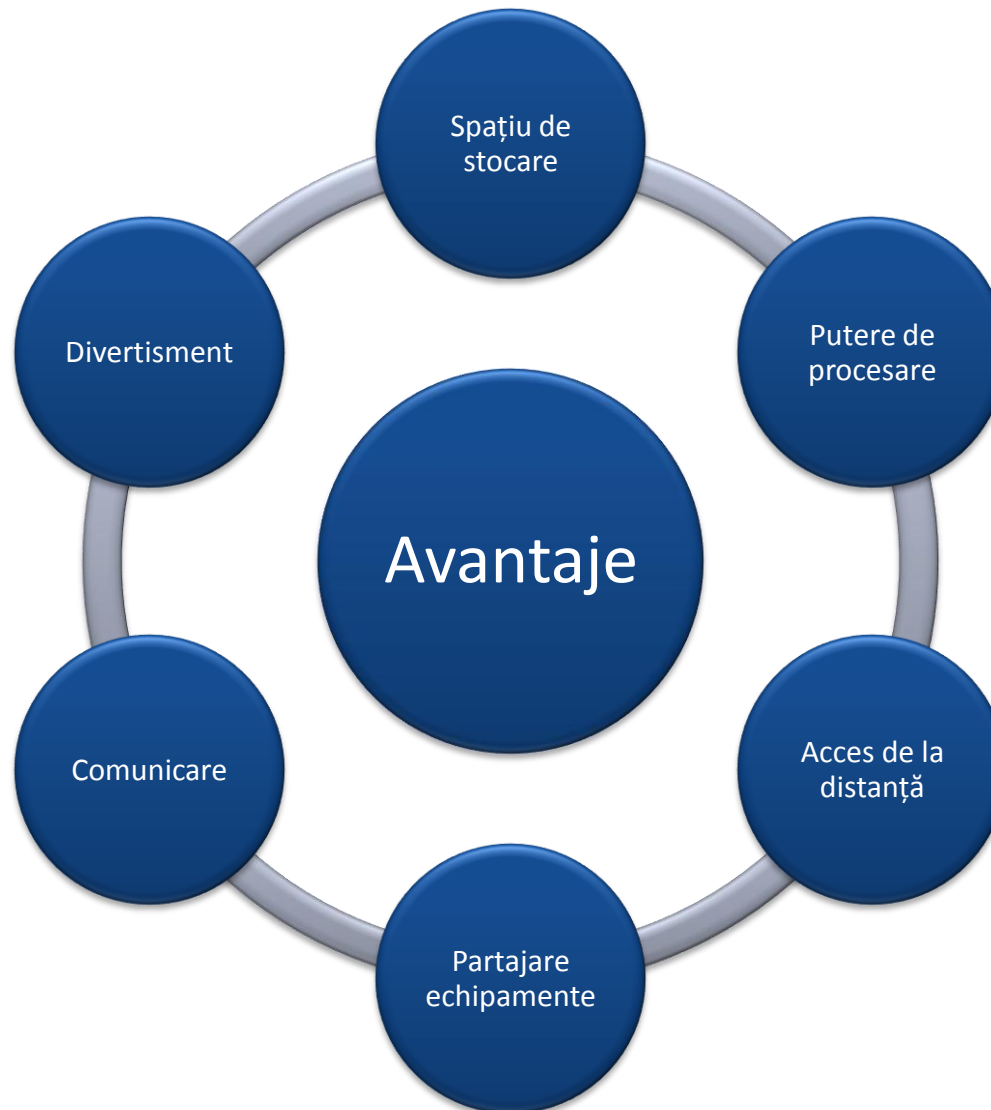 Spațiu de
stocare
Divertisment
Putere de
procesare
Avantaje
Comunicare
Acces de la
distanță
Partajare
echipamente